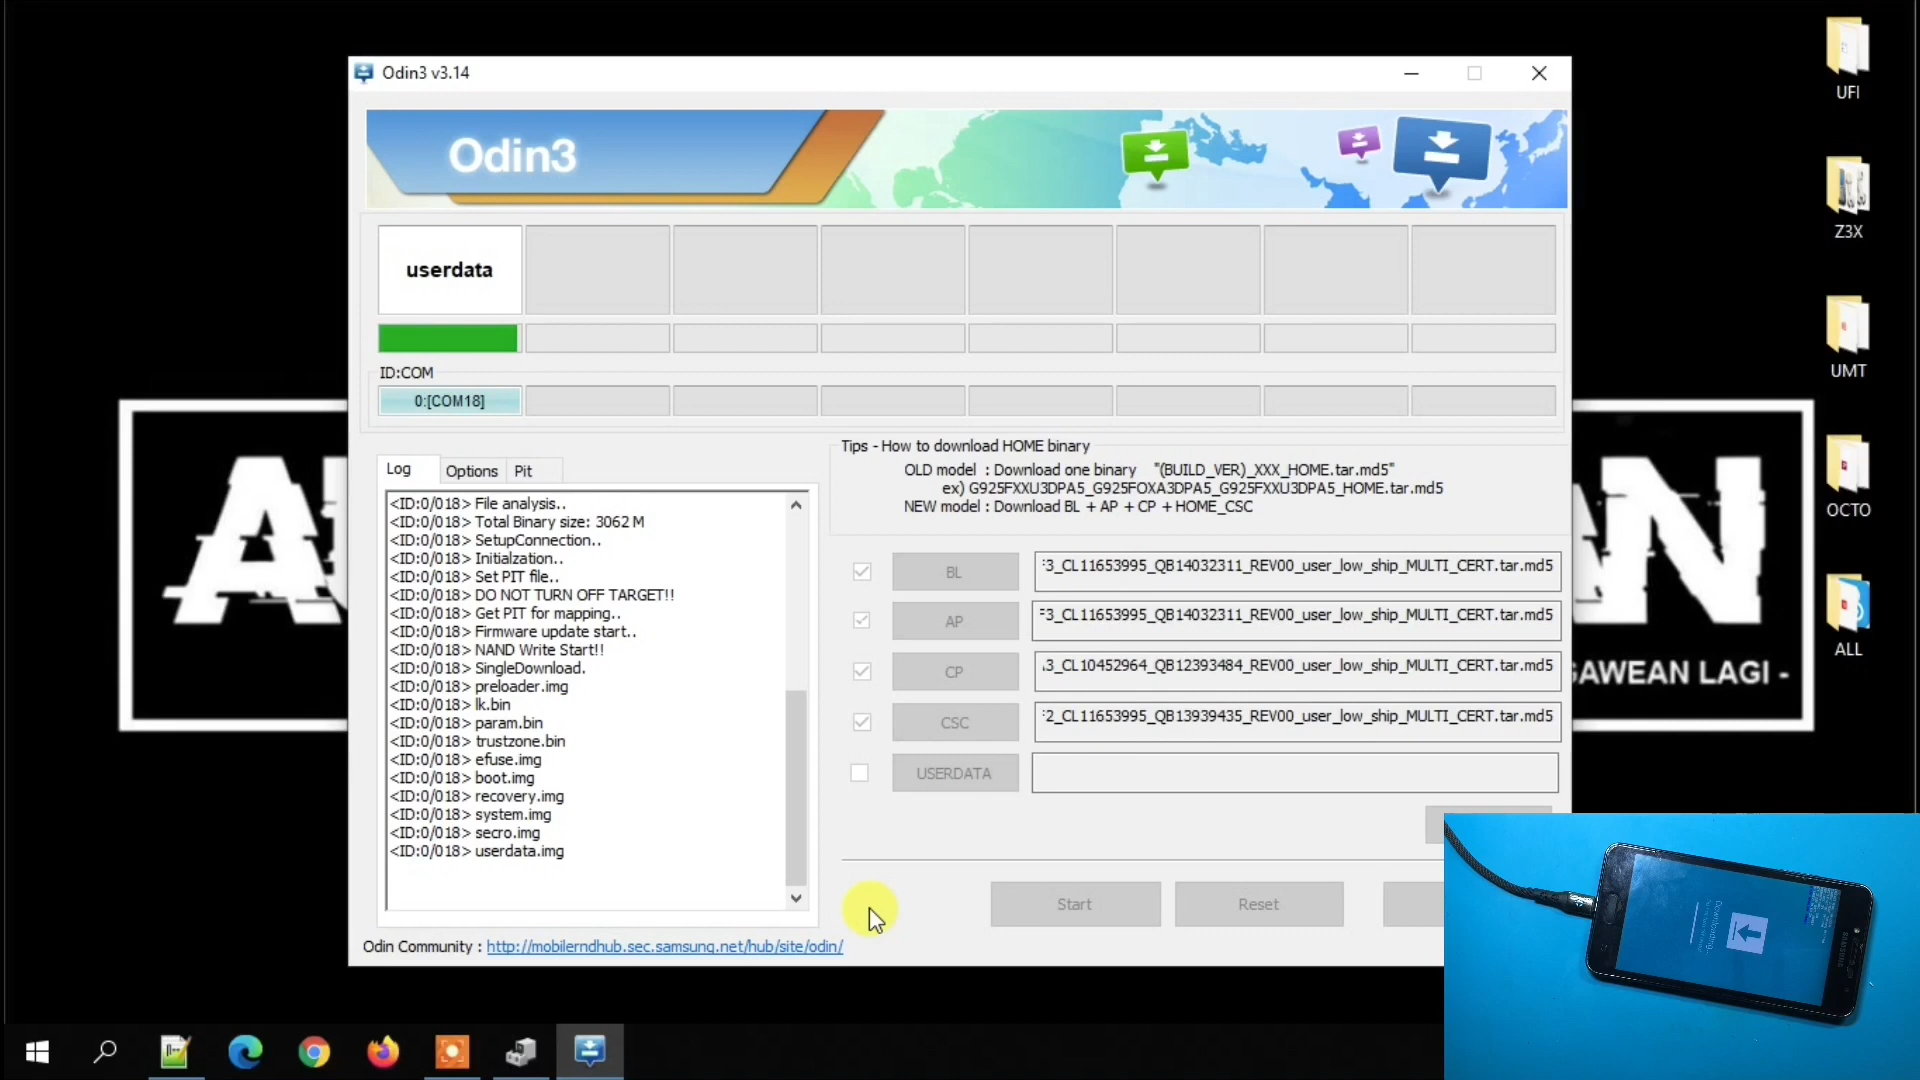 Odin3 v3.14
Odin3
userdata
ID:COM
0:[COM18]
Log
Options
Pit
<ID:0/018> File analysis..
<ID:0/018> Total Binary size: 3062 M
<ID:0/018> SetupConnection..
<ID:0/018> Initialzation..
<ID:0/018> Set PIT file..
<ID:0/018> DO NOT TURN OFF TARGET!!
<ID:0/018> Get PIT for mapping..
<ID:0/018> Firmware update start..
<ID:0/018> NAND Write Start!!
<ID:0/018> SingleDownload.
<ID:0/018> preloader.img
<ID:0/018> lk.bin
<ID:0/018> param.bin
<ID:0/018> trustzone.bin
<ID:0/018> efuse.img
<ID:0/018> boot.img
<ID:0/018> recovery.img
<ID:0/018> system.img
<ID:0/018> secro.img
<ID:0/018> userdata.img
Odin Community : http://mobilerndhub.sec.samsung.net/hub/site/odin/
Tips - How to download HOME binary
OLD model : Download one binary "(BUILD_VER)_XXX_HOME.tar.md5"
ex) G925FXXU3DPA5_G925FOXA3DPA5_G925FXXU3DPA5_HOME.tar.md5
NEW model : Download BL + AP + CP + HOME_CSC
BL
3_CL11653995_QB14032311_REV00_user_low_ship_MULTI_CERT.tar.md5
AP
3_CL11653995_QB14032311_REV00_user_low_ship_MULTI_CERT.tar.md5
CP
3_CL10452964_QB12393484_REV00_user_low_ship_MULTI_CERT.tar.md5
CSC
2_CL11653995_QB13939435_REV00_user_low_ship_MULTI_CERT.tar.md5
USERDATA
Start
Reset
UFI
Z3X
UMT
OCTO
ALL
GAWEAN LAGI -
Downloading...
SAMSUNG